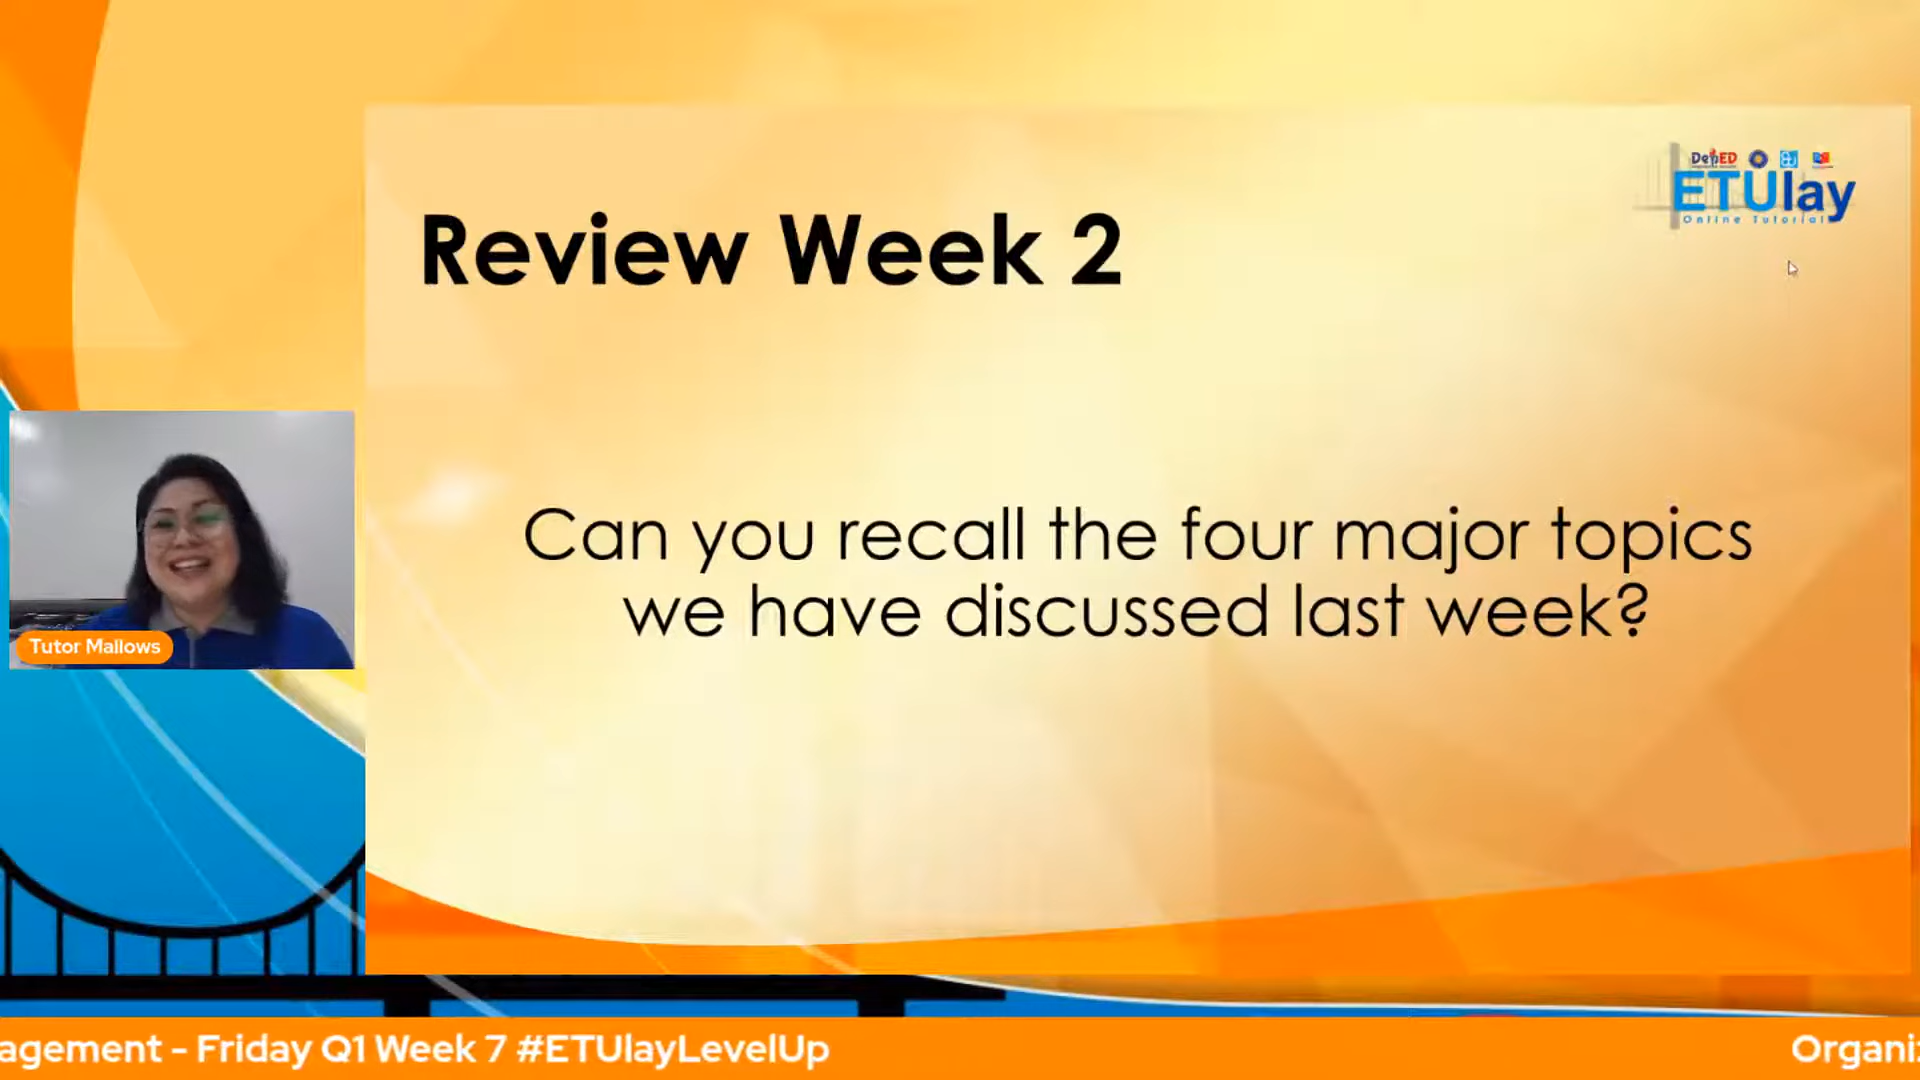 DepED
ETUlay
Online Tutorial
Review Week 2
Can you recall the four major topics
we have discussed last week?
Tutor Mallows
agement - Friday Q1 Week 7 #ETUlayLevelUp
Organiz